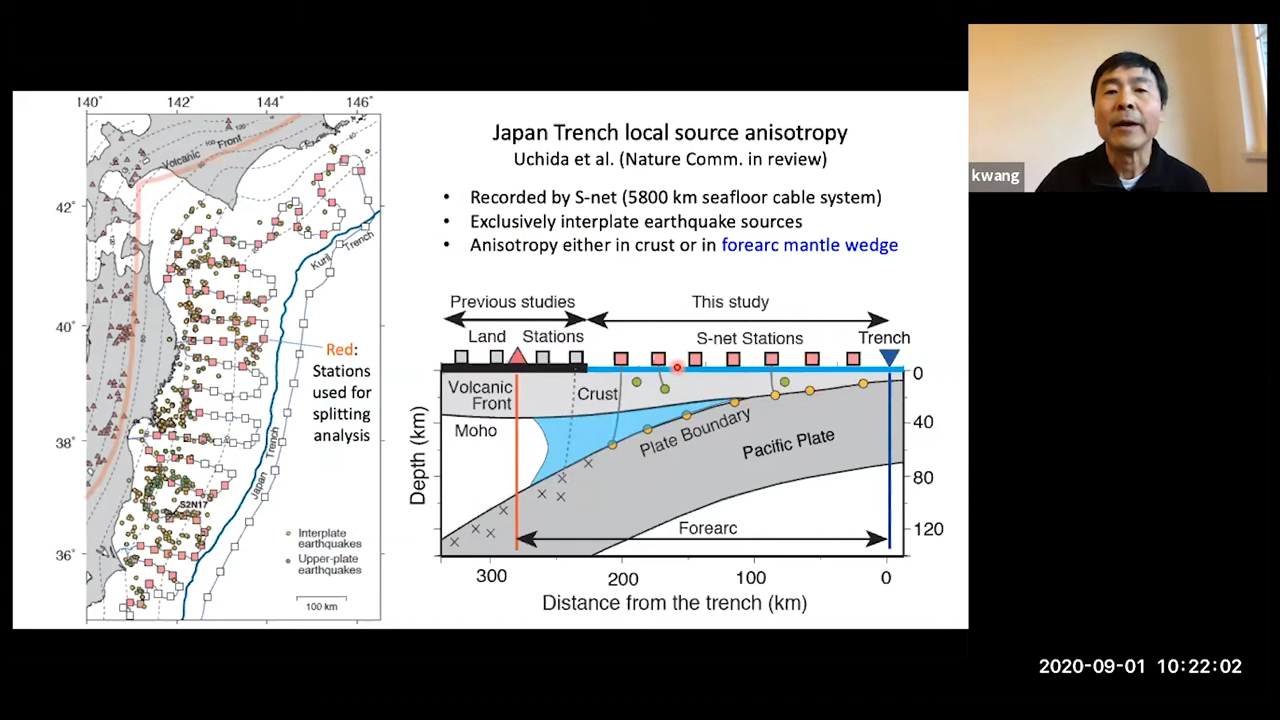 140° 142° 144° 146°
Volcanic Front
42°
40°
38°
36°
Kuril Trench
Japan Trench
S2N17
Red:
Stations
used for
splitting
analysis
Interplate
earthquakes
Upper-plate
earthquakes
100 km
Japan Trench local source anisotropy
Uchida et al. (Nature Comm. in review)
• Recorded by S-net (5800 km seafloor cable system)
• Exclusively interplate earthquake sources
• Anisotropy either in crust or in forearc mantle wedge
Previous studies This study
Land Stations S-net Stations Trench
Volcanic
Front
Crust
Moho
Plate Boundary
Pacific Plate
Forearc
Depth (km)
0
40
80
120
300 200 100 0
Distance from the trench (km)
kwang
2020-09-01 10:22:02